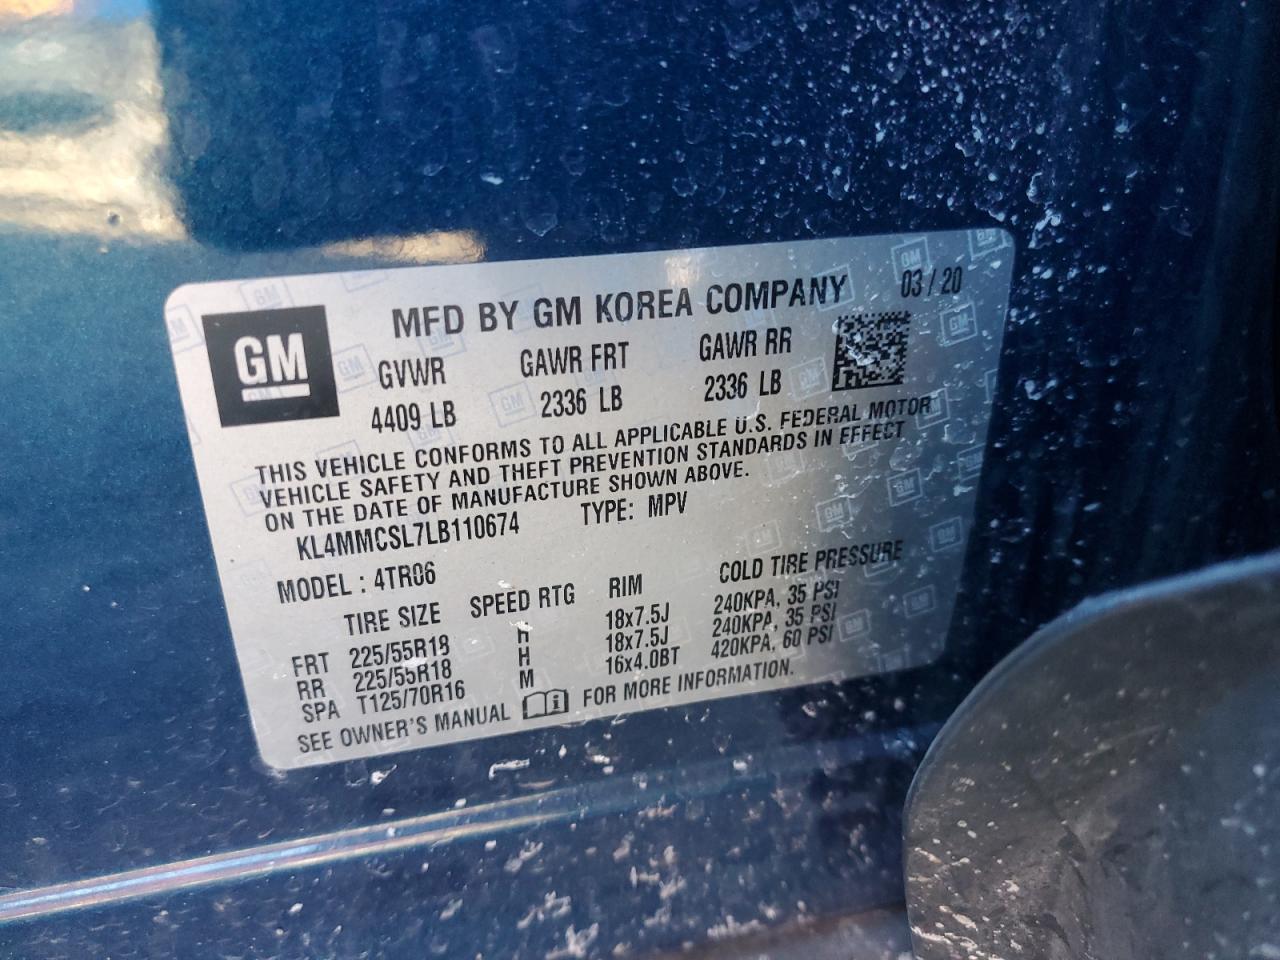 GM
MFD BY GM KOREA COMPANY 03/20
GVWR GAWR FRT GAWR RR
4409 LB 2336 LB 2336 LB
THIS VEHICLE CONFORMS TO ALL APPLICABLE U.S. FEDERAL MOTOR
VEHICLE SAFETY AND THEFT PREVENTION STANDARDS IN EFFECT
ON THE DATE OF MANUFACTURE SHOWN ABOVE.
KL4MMCSL7LB110674 TYPE: MPV
MODEL : 4TR06
TIRE SIZE SPEED RTG RIM COLD TIRE PRESSURE
FRT 225/55R18 H 18x7.5J 240KPA, 35 PSI
RR 225/55R18 H 18x7.5J 240KPA, 35 PSI
SPA T125/70R16 M 16x4.0BT 420KPA, 60 PSI
SEE OWNER'S MANUAL i FOR MORE INFORMATION.